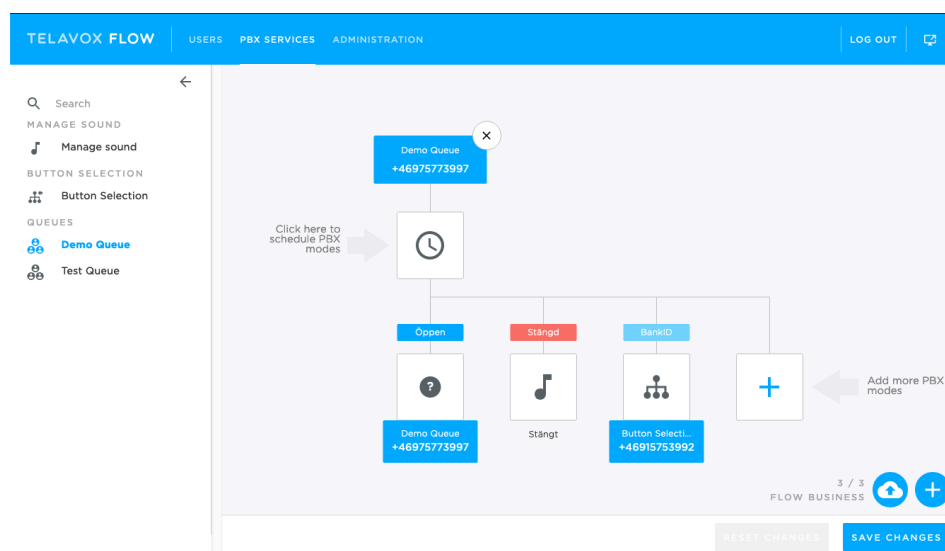 TELAVOX FLOW
USERS
PBX SERVICES
ADMINISTRATION
LOG OUT
Search
MANAGE SOUND
Manage sound
BUTTON SELECTION
Button Selection
QUEUES
Demo Queue
Test Queue
Demo Queue
+46975773997
Click here to
schedule PBX
modes
Öppen
Stängd
BankID
?
Add more PBX
modes
Demo Queue
+46975773997
Stängt
Button Selecti...
+46915753992
3 / 3
FLOW BUSINESS
RESET CHANGES
SAVE CHANGES